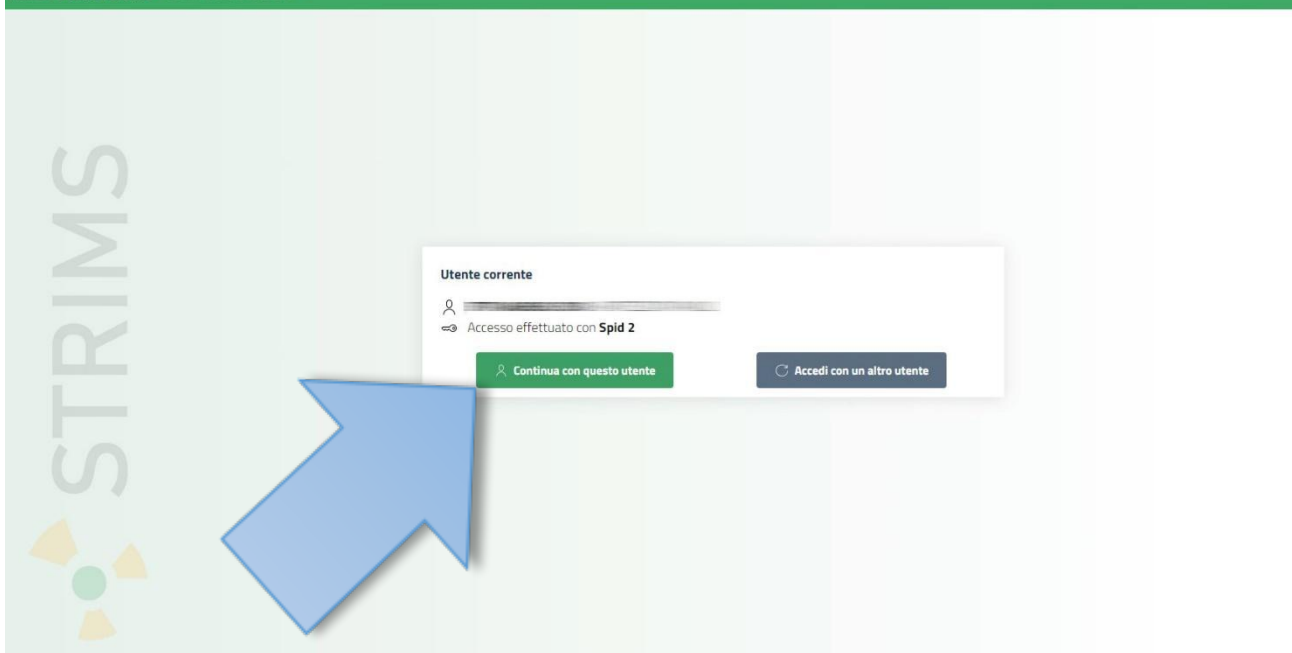 STRIMS
Utente corrente
Accesso effettuato con Spid 2
Continua con questo utente
Accedi con un altro utente